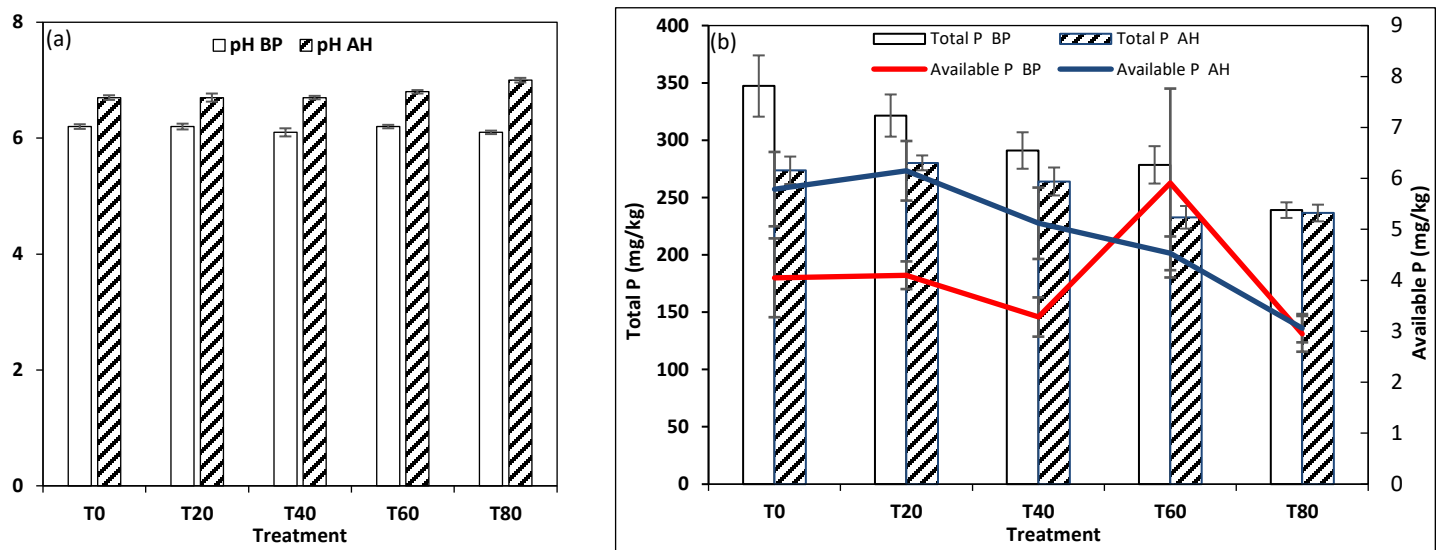 (a)
pH BP pH AH
8
6
4
2
0
T0 T20 T40 T60 T80
Treatment
(b)
Total P BP Total P AH
Available P BP Available P AH
Total P (mg/kg)
400
350
300
250
200
150
100
50
0
Available P (mg/kg)
9
8
7
6
5
4
3
2
1
0
T0 T20 T40 T60 T80
Treatment